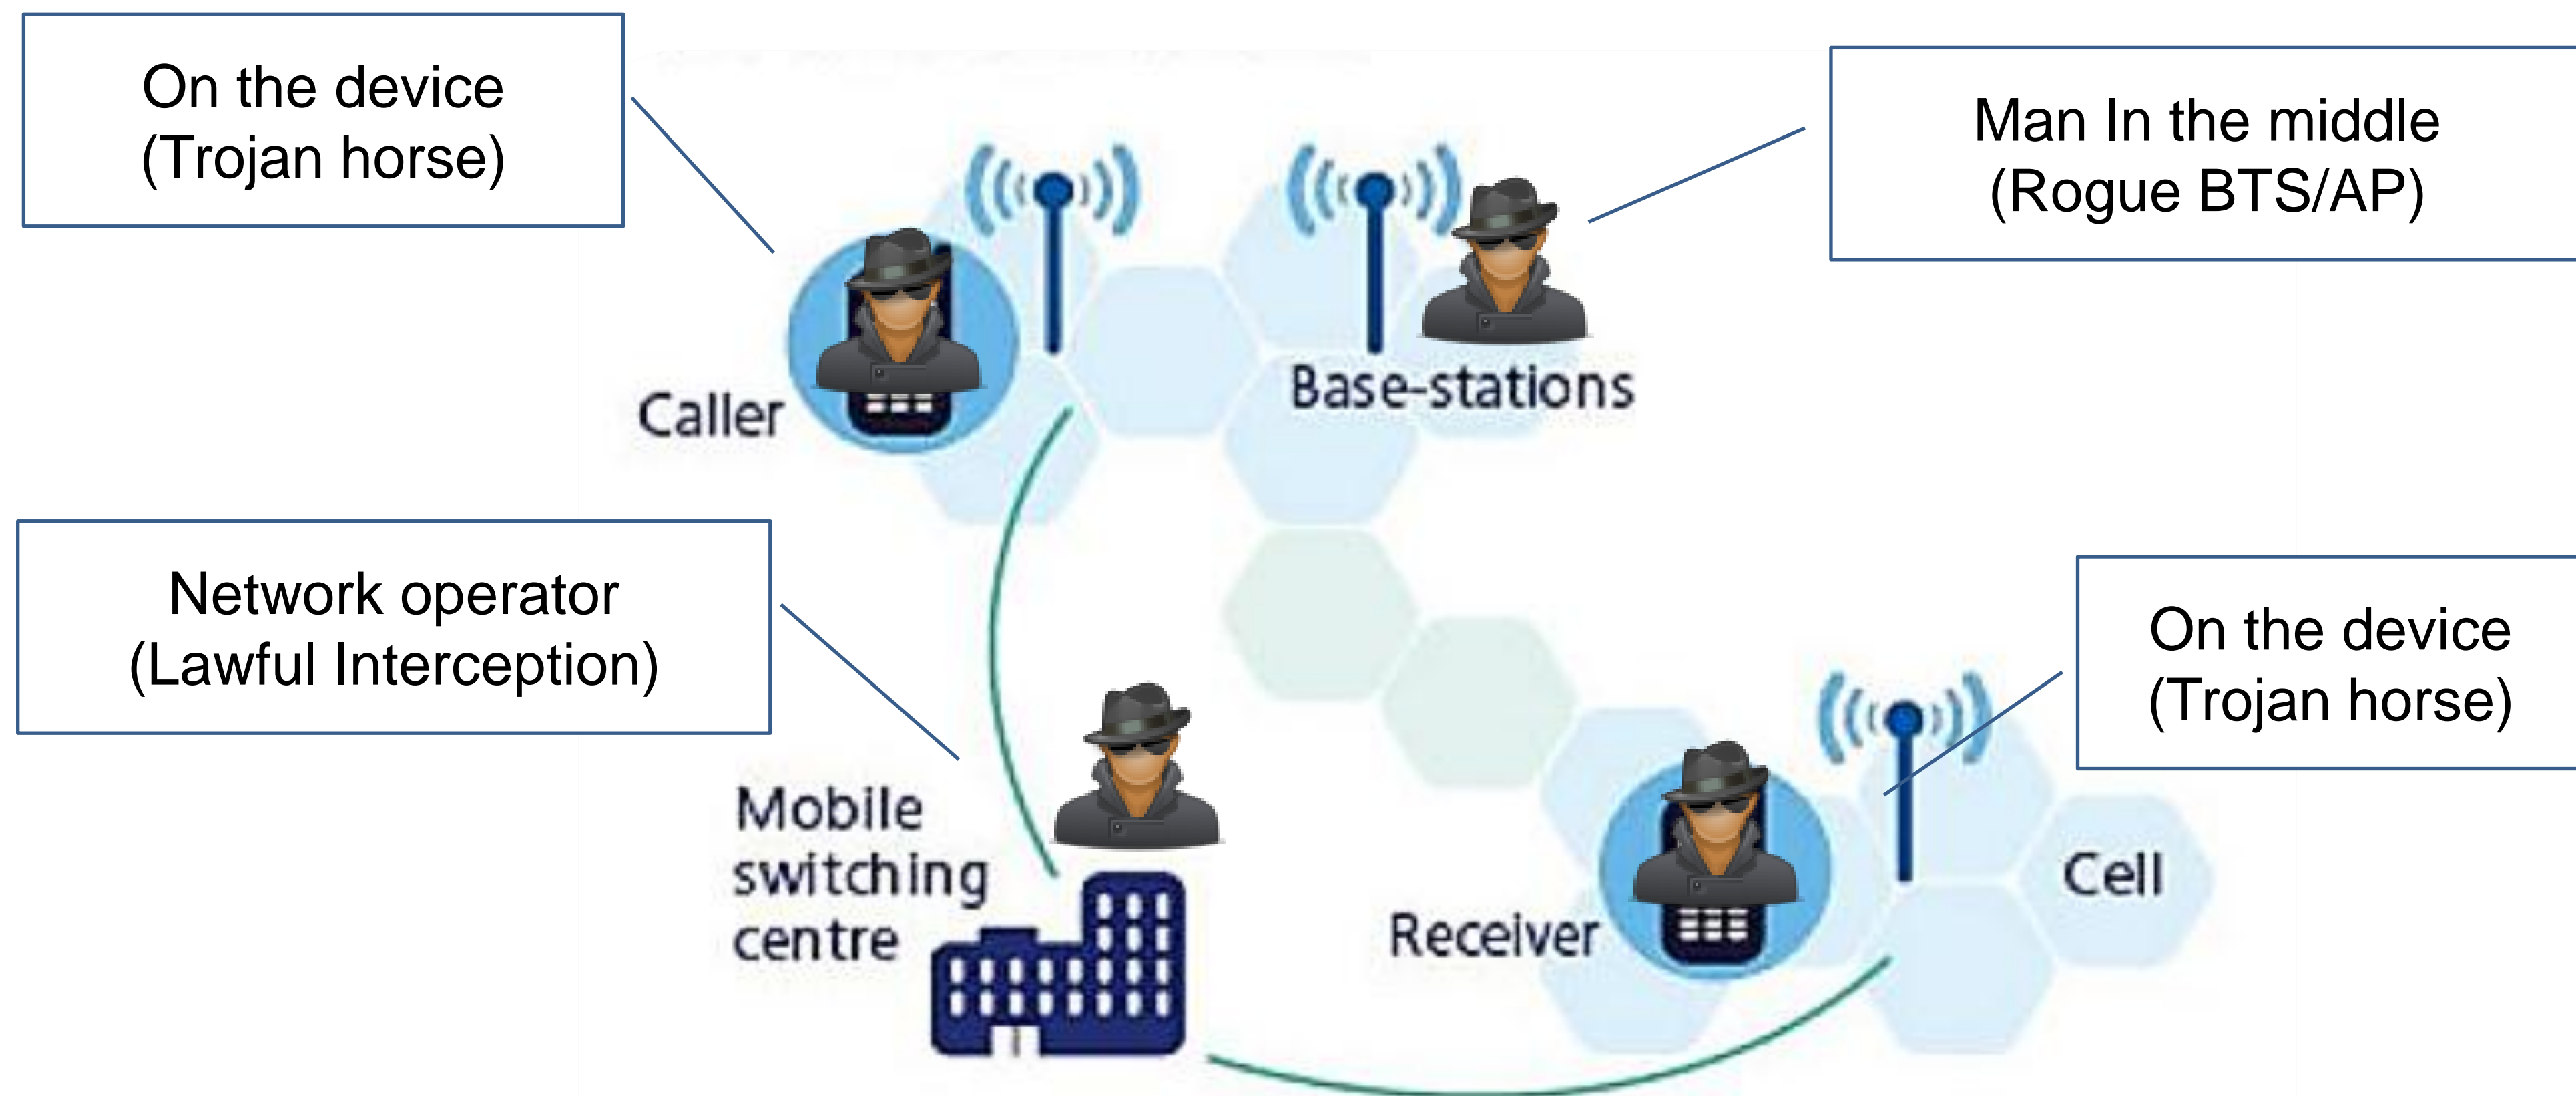 On the device
(Trojan horse)
Man In the middle
(Rogue BTS/AP)
Caller
Base-stations
Network operator
(Lawful Interception)
On the device
(Trojan horse)
Mobile
switching
centre
Receiver
Cell